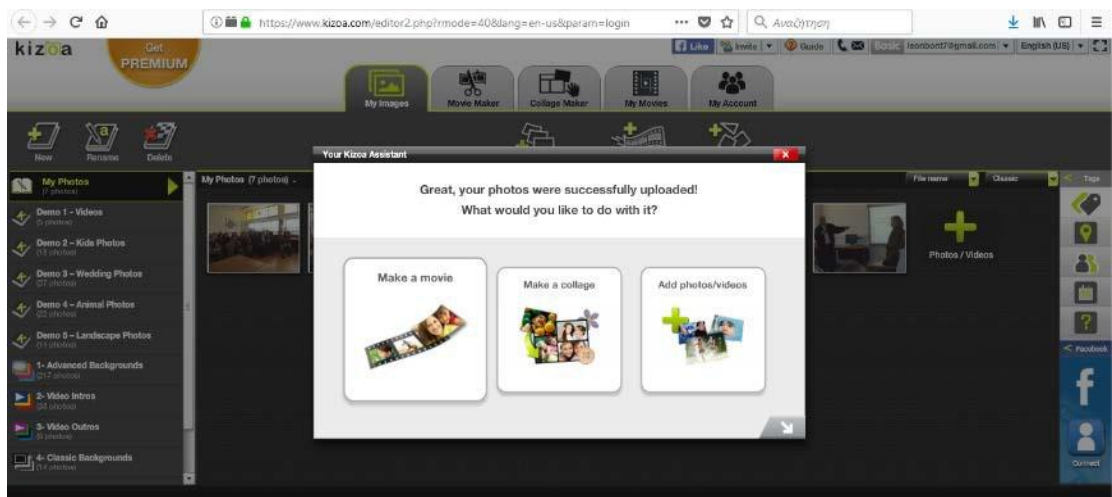 https://www.kizoa.com/editor2.php?rmode=40&lang=en-us&param=login
Αναζήτηση
kizoa
Get
PREMIUM
Like
Invite
Guide
Basic
English (US)
My Images
Movie Maker
Collage Maker
My Movies
My Account
New
Rename
Delete
Your Kizoa Assistant
My Photos
(7 photos)
My Photos (7 photos)
File name
Classic
Tags
Great, your photos were successfully uploaded!
What would you like to do with it?
Demo 1 - Videos
Demo 2 - Kids Photos
Demo 3 - Wedding Photos
Demo 4 - Animal Photos
Demo 5 - Landscape Photos
1- Advanced Backgrounds
2- Video Intros
3- Video Outros
4- Classic Backgrounds
Make a movie
Make a collage
Add photos/videos
Photos / Videos
Facebook
Connect